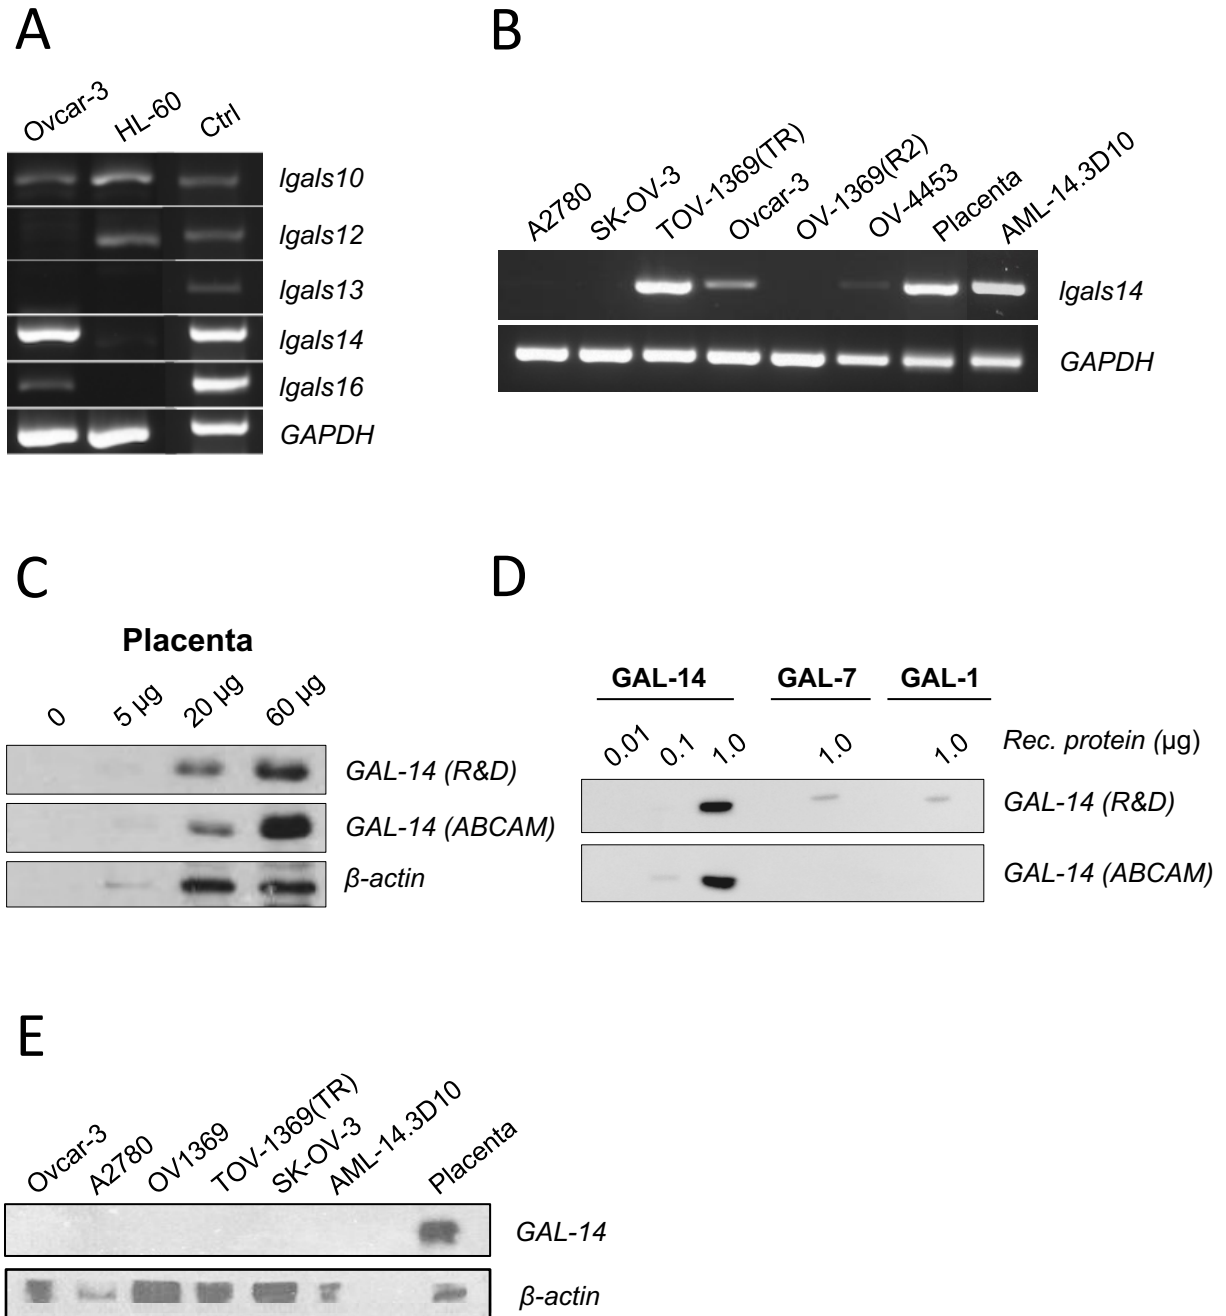 A
Ovcar-3 HL-60 Ctrl
lgals10
lgals12
lgals13
lgals14
lgals16
GAPDH
B
A2780 SK-OV-3 TOV-1369(TR) Ovcar-3 OV-1369(R2) OV-4453 Placenta AML-14.3D10
lgals14
GAPDH
C
Placenta
0 5 µg 20 µg 60 µg
GAL-14 (R&D)
GAL-14 (ABCAM)
β-actin
D
GAL-14 GAL-7 GAL-1
0.01 0.1 1.0 1.0 1.0 Rec. protein (µg)
GAL-14 (R&D)
GAL-14 (ABCAM)
E
Ovcar-3 A2780 OV1369 TOV-1369(TR) SK-OV-3 AML-14.3D10 Placenta
GAL-14
β-actin